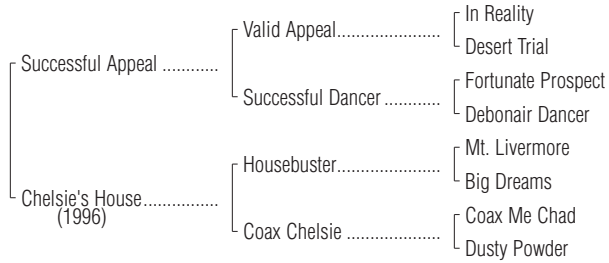 In Reality
Valid Appeal..................
Desert Trial
Successful Appeal ............
Fortunate Prospect
Successful Dancer ............
Debonair Dancer
Mt. Livermore
Housebuster....................
Big Dreams
Chelsie's House................
(1996)
Coax Me Chad
Coax Chelsie ..................
Dusty Powder